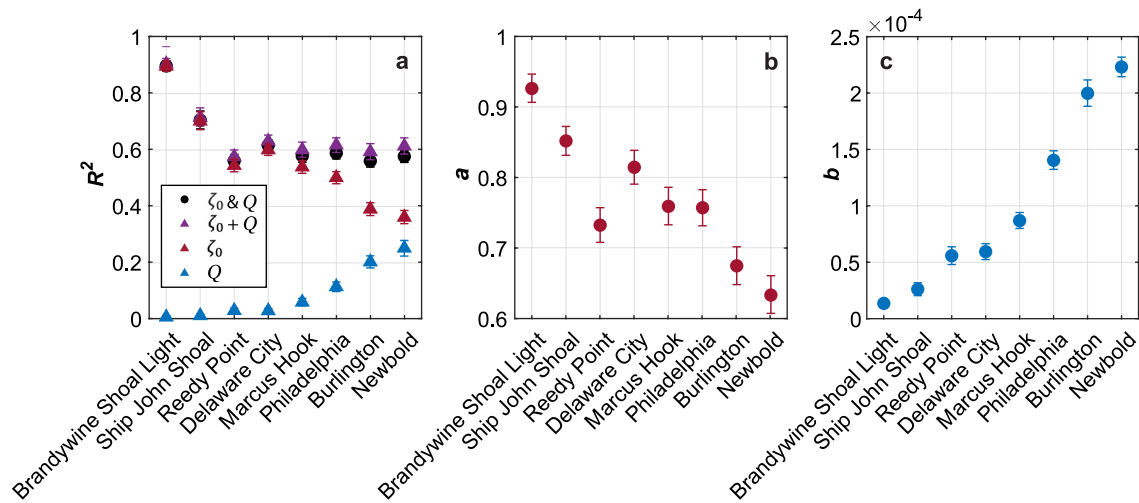 a
R²
1
0.8
0.6
0.4
0.2
0
ζ₀ & Q
ζ₀ + Q
ζ₀
Q
Brandywine Shoal Light
Ship John Shoal
Reedy Point
Delaware City
Marcus Hook
Philadelphia
Burlington
Newbold
b
a
1
0.9
0.8
0.7
0.6
Brandywine Shoal Light
Ship John Shoal
Reedy Point
Delaware City
Marcus Hook
Philadelphia
Burlington
Newbold
c
×10⁻⁴
b
2.5
2
1.5
1
0.5
0
Brandywine Shoal Light
Ship John Shoal
Reedy Point
Delaware City
Marcus Hook
Philadelphia
Burlington
Newbold